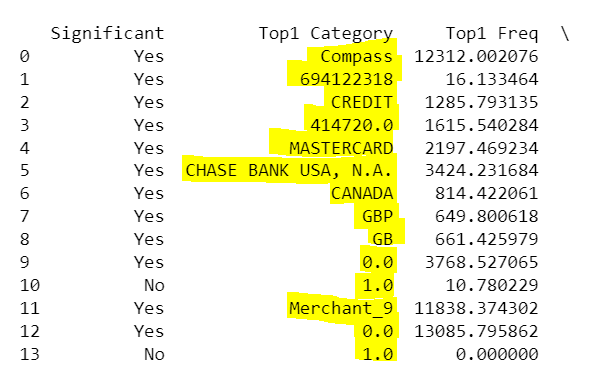 Significant Top1 Category Top1 Freq \
0 Yes Compass 12312.002076
1 Yes 694122318 16.133464
2 Yes CREDIT 1285.793135
3 Yes 414720.0 1615.540284
4 Yes MASTERCARD 2197.469234
5 Yes CHASE BANK USA, N.A. 3424.231684
6 Yes CANADA 814.422061
7 Yes GBP 649.800618
8 Yes GB 661.425979
9 Yes 0.0 3768.527065
10 No 1.0 10.780229
11 Yes Merchant_9 11838.374302
12 Yes 0.0 13085.795862
13 No 1.0 0.000000